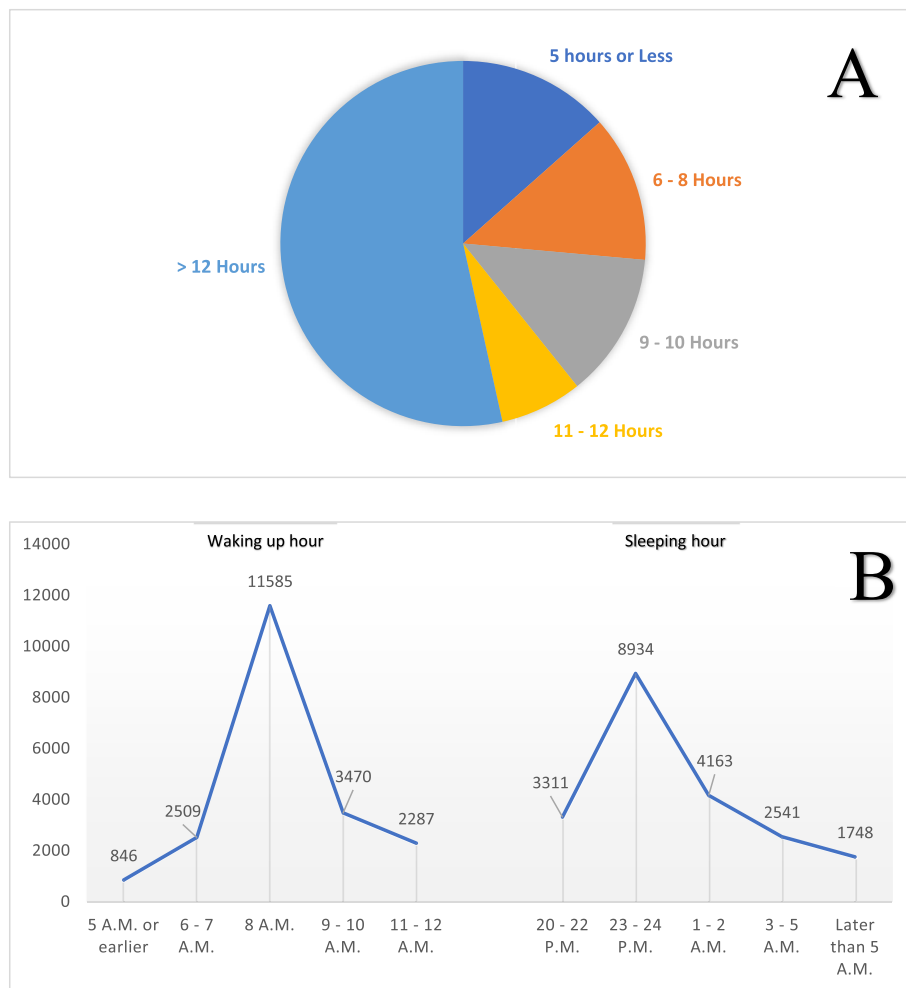 A
5 hours or Less
6 - 8 Hours
> 12 Hours
9 - 10 Hours
11 - 12 Hours
B
Waking up hour
Sleeping hour
14000
12000
10000
8000
6000
4000
2000
0
846
2509
11585
3470
2287
3311
8934
4163
2541
1748
5 A.M. or
earlier
6 - 7
A.M.
8 A.M.
9 - 10
A.M.
11 - 12
A.M.
20 - 22
P.M.
23 - 24
P.M.
1 - 2
A.M.
3 - 5
A.M.
Later
than 5
A.M.